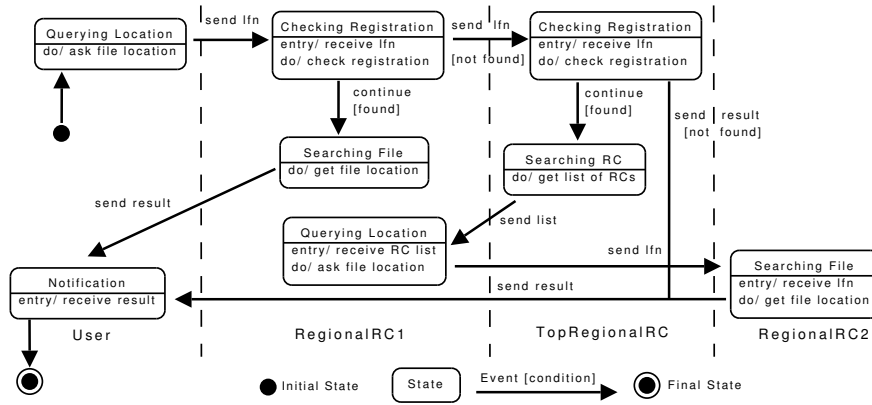 send lfn
Querying Location
do/ ask file location
Checking Registration
entry/ receive lfn
do/ check registration
send lfn
[not found]
Checking Registration
entry/ receive lfn
do/ check registration
continue
[found]
continue
[found]
send result
[not found]
Searching File
do/ get file location
Searching RC
do/ get list of RCs
send result
send list
Querying Location
entry/ receive RC list
do/ ask file location
send lfn
Searching File
entry/ receive lfn
do/ get file location
Notification
entry/ receive result
send result
User
RegionalRC1
TopRegionalRC
RegionalRC2
Initial State
State
Event [condition]
Final State